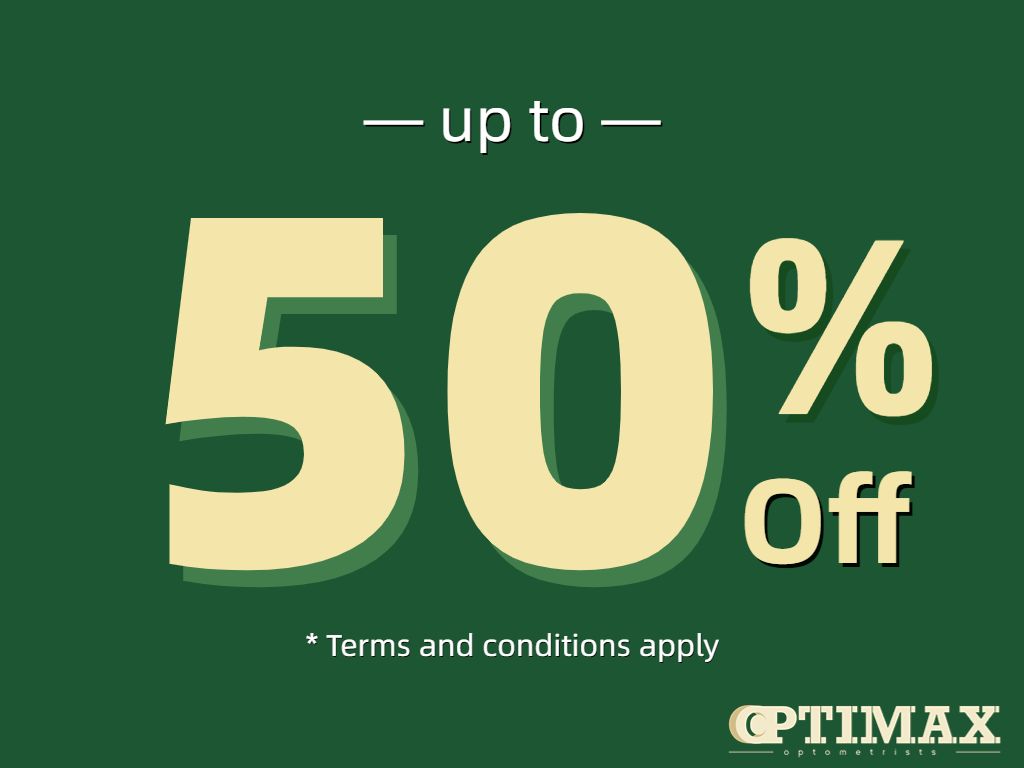 — up to —
50%
Off
* Terms and conditions apply
OPTIMAX
optometrists